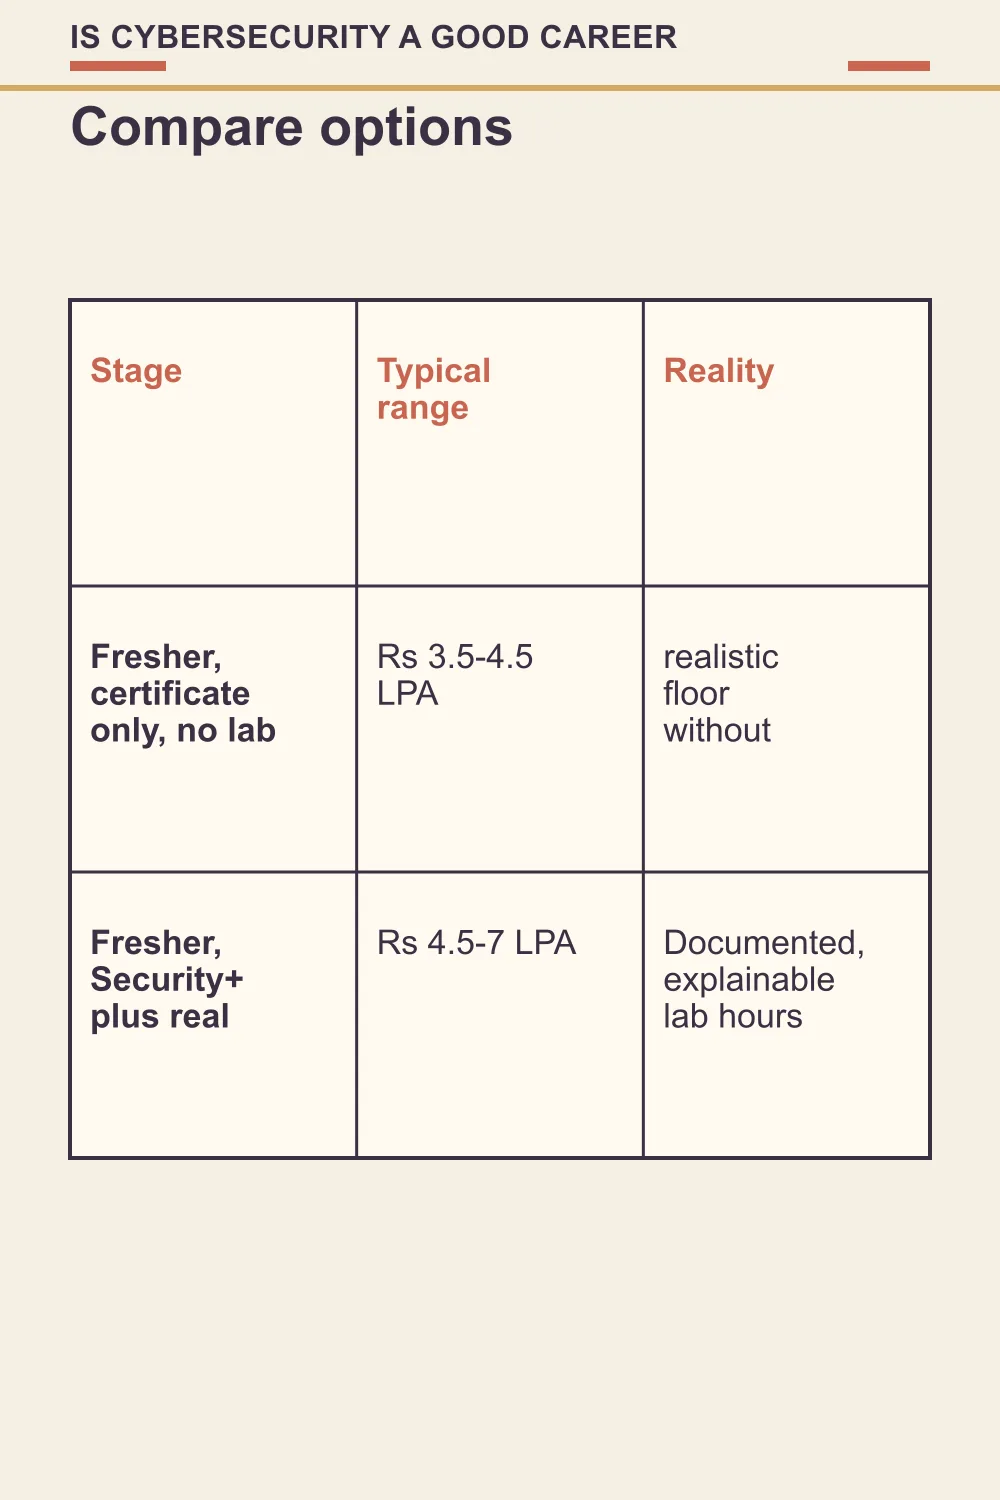 IS CYBERSECURITY A GOOD CAREER
Compare options
Stage
Typical
range
Reality
Fresher,
certificate
only, no lab
Rs 3.5-4.5
LPA
realistic
floor
without
Fresher,
Security+
plus real
Rs 4.5-7 LPA
Documented,
explainable
lab hours